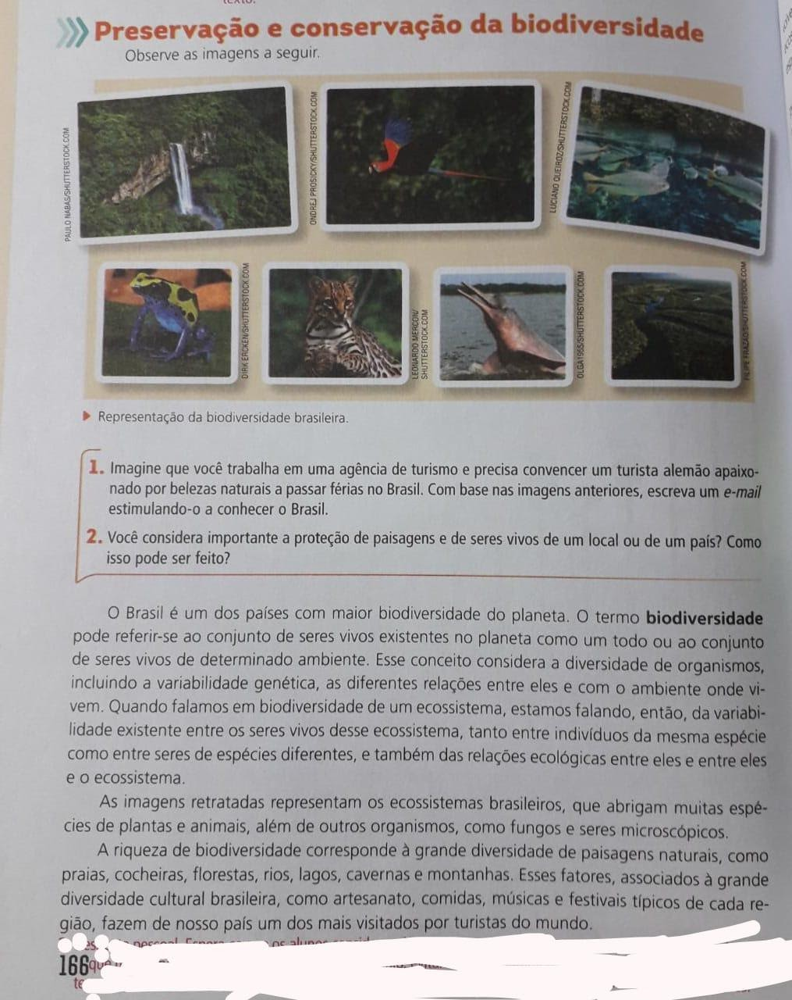 texto.
Preservação e conservação da biodiversidade
Observe as imagens a seguir.
PAULO NABAS/SHUTTERSTOCK.COM
ONDREJ PROSICKY/SHUTTERSTOCK.COM
LUCIANO QUEIROZ/SHUTTERSTOCK.COM
DIRK ERCKEN/SHUTTERSTOCK.COM
LEONARDO MERCON/
SHUTTERSTOCK.COM
OLGA1965/SHUTTERSTOCK.COM
FILIPE FRAZAO/SHUTTERSTOCK.COM
Representação da biodiversidade brasileira.
1. Imagine que você trabalha em uma agência de turismo e precisa convencer um turista alemão apaixo-
nado por belezas naturais a passar férias no Brasil. Com base nas imagens anteriores, escreva um e-mail
estimulando-o a conhecer o Brasil.
2. Você considera importante a proteção de paisagens e de seres vivos de um local ou de um país? Como
isso pode ser feito?
O Brasil é um dos países com maior biodiversidade do planeta. O termo biodiversidade
pode referir-se ao conjunto de seres vivos existentes no planeta como um todo ou ao conjunto
de seres vivos de determinado ambiente. Esse conceito considera a diversidade de organismos,
incluindo a variabilidade genética, as diferentes relações entre eles e com o ambiente onde vi-
vem. Quando falamos em biodiversidade de um ecossistema, estamos falando, então, da variabi-
lidade existente entre os seres vivos desse ecossistema, tanto entre indivíduos da mesma espécie
como entre seres de espécies diferentes, e também das relações ecológicas entre eles e entre eles
e o ecossistema.
As imagens retratadas representam os ecossistemas brasileiros, que abrigam muitas espé-
cies de plantas e animais, além de outros organismos, como fungos e seres microscópicos.
A riqueza de biodiversidade corresponde à grande diversidade de paisagens naturais, como
praias, cocheiras, florestas, rios, lagos, cavernas e montanhas. Esses fatores, associados à grande
diversidade cultural brasileira, como artesanato, comidas, músicas e festivais típicos de cada re-
gião, fazem de nosso país um dos mais visitados por turistas do mundo.
166